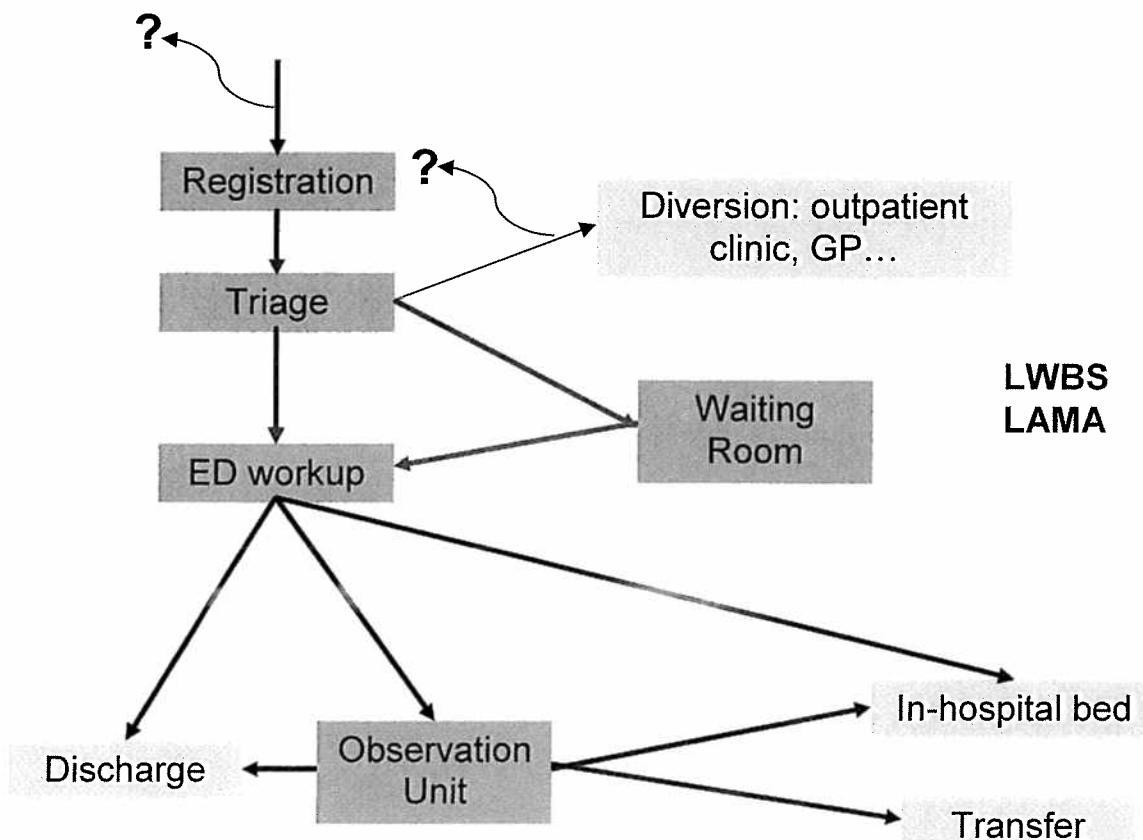 ?
Registration
?
Diversion: outpatient
clinic, GP…
Triage
LWBS
LAMA
Waiting
Room
ED workup
In-hospital bed
Observation
Unit
Discharge
Transfer